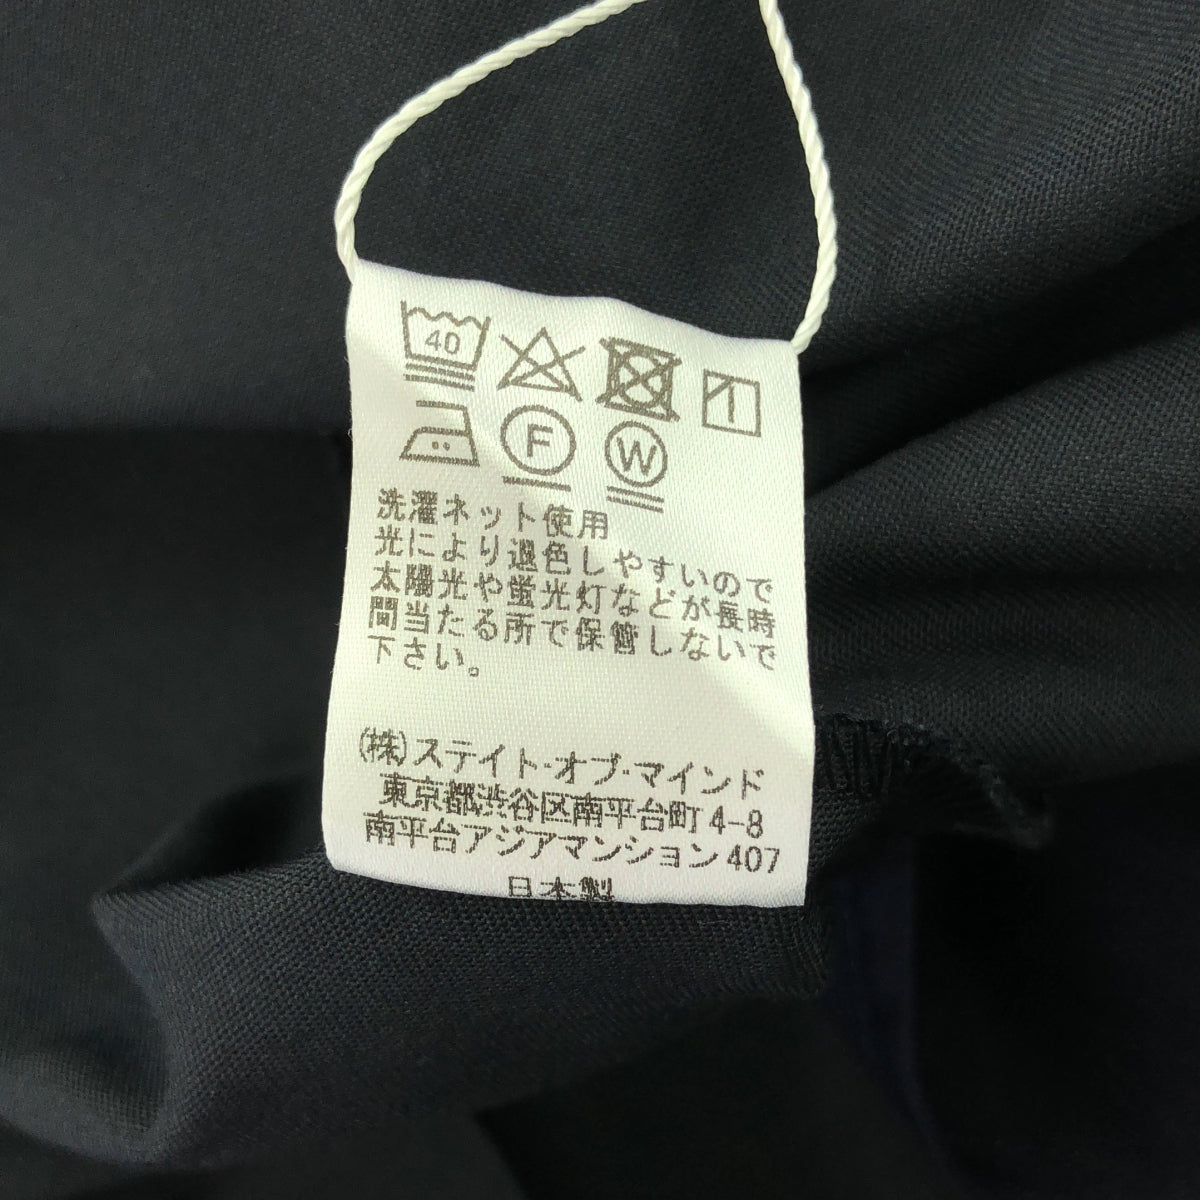 40
F W
洗濯ネット使用
光により退色しやすいので
太陽光や蛍光灯などが長時
間当たる所で保管しないで
下さい。
(株)ステイト・オブ・マインド
東京都渋谷区南平台町4-8
南平台アジアマンション407
日本製